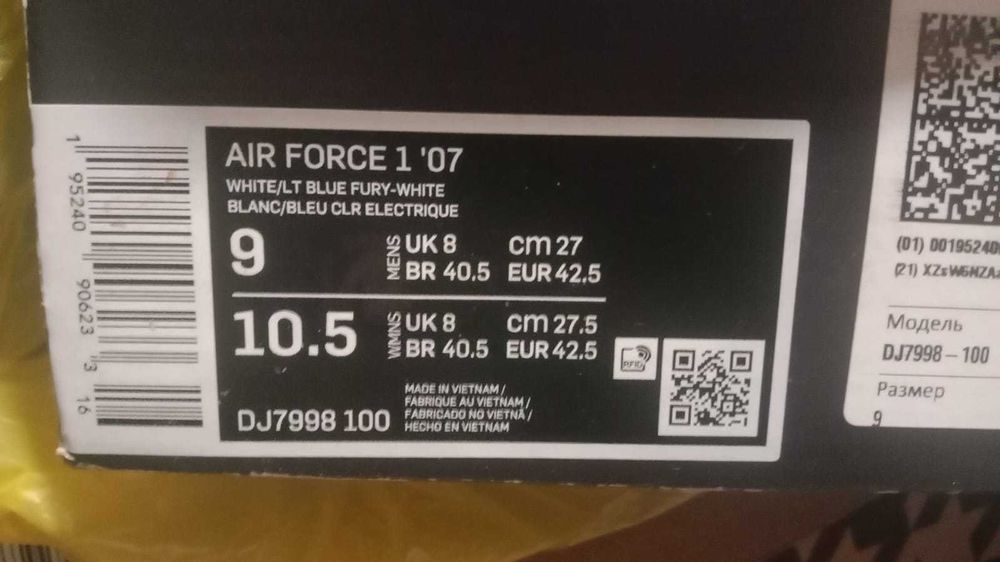 AIR FORCE 1 '07
WHITE/LT BLUE FURY-WHITE
BLANC/BLEU CLR ELECTRIQUE
9
MENS
UK 8 cm 27
BR 40.5 EUR 42.5
10.5
WMNS
UK 8 cm 27.5
BR 40.5 EUR 42.5
RFID
DJ7998 100
MADE IN VIETNAM /
FABRIQUE AU VIETNAM /
FABRICADO NO VIETNÃ /
HECHO EN VIETNAM
1 95240 90623 3 16
(01) 00195240
Модель
DJ7998-100
Размер
9